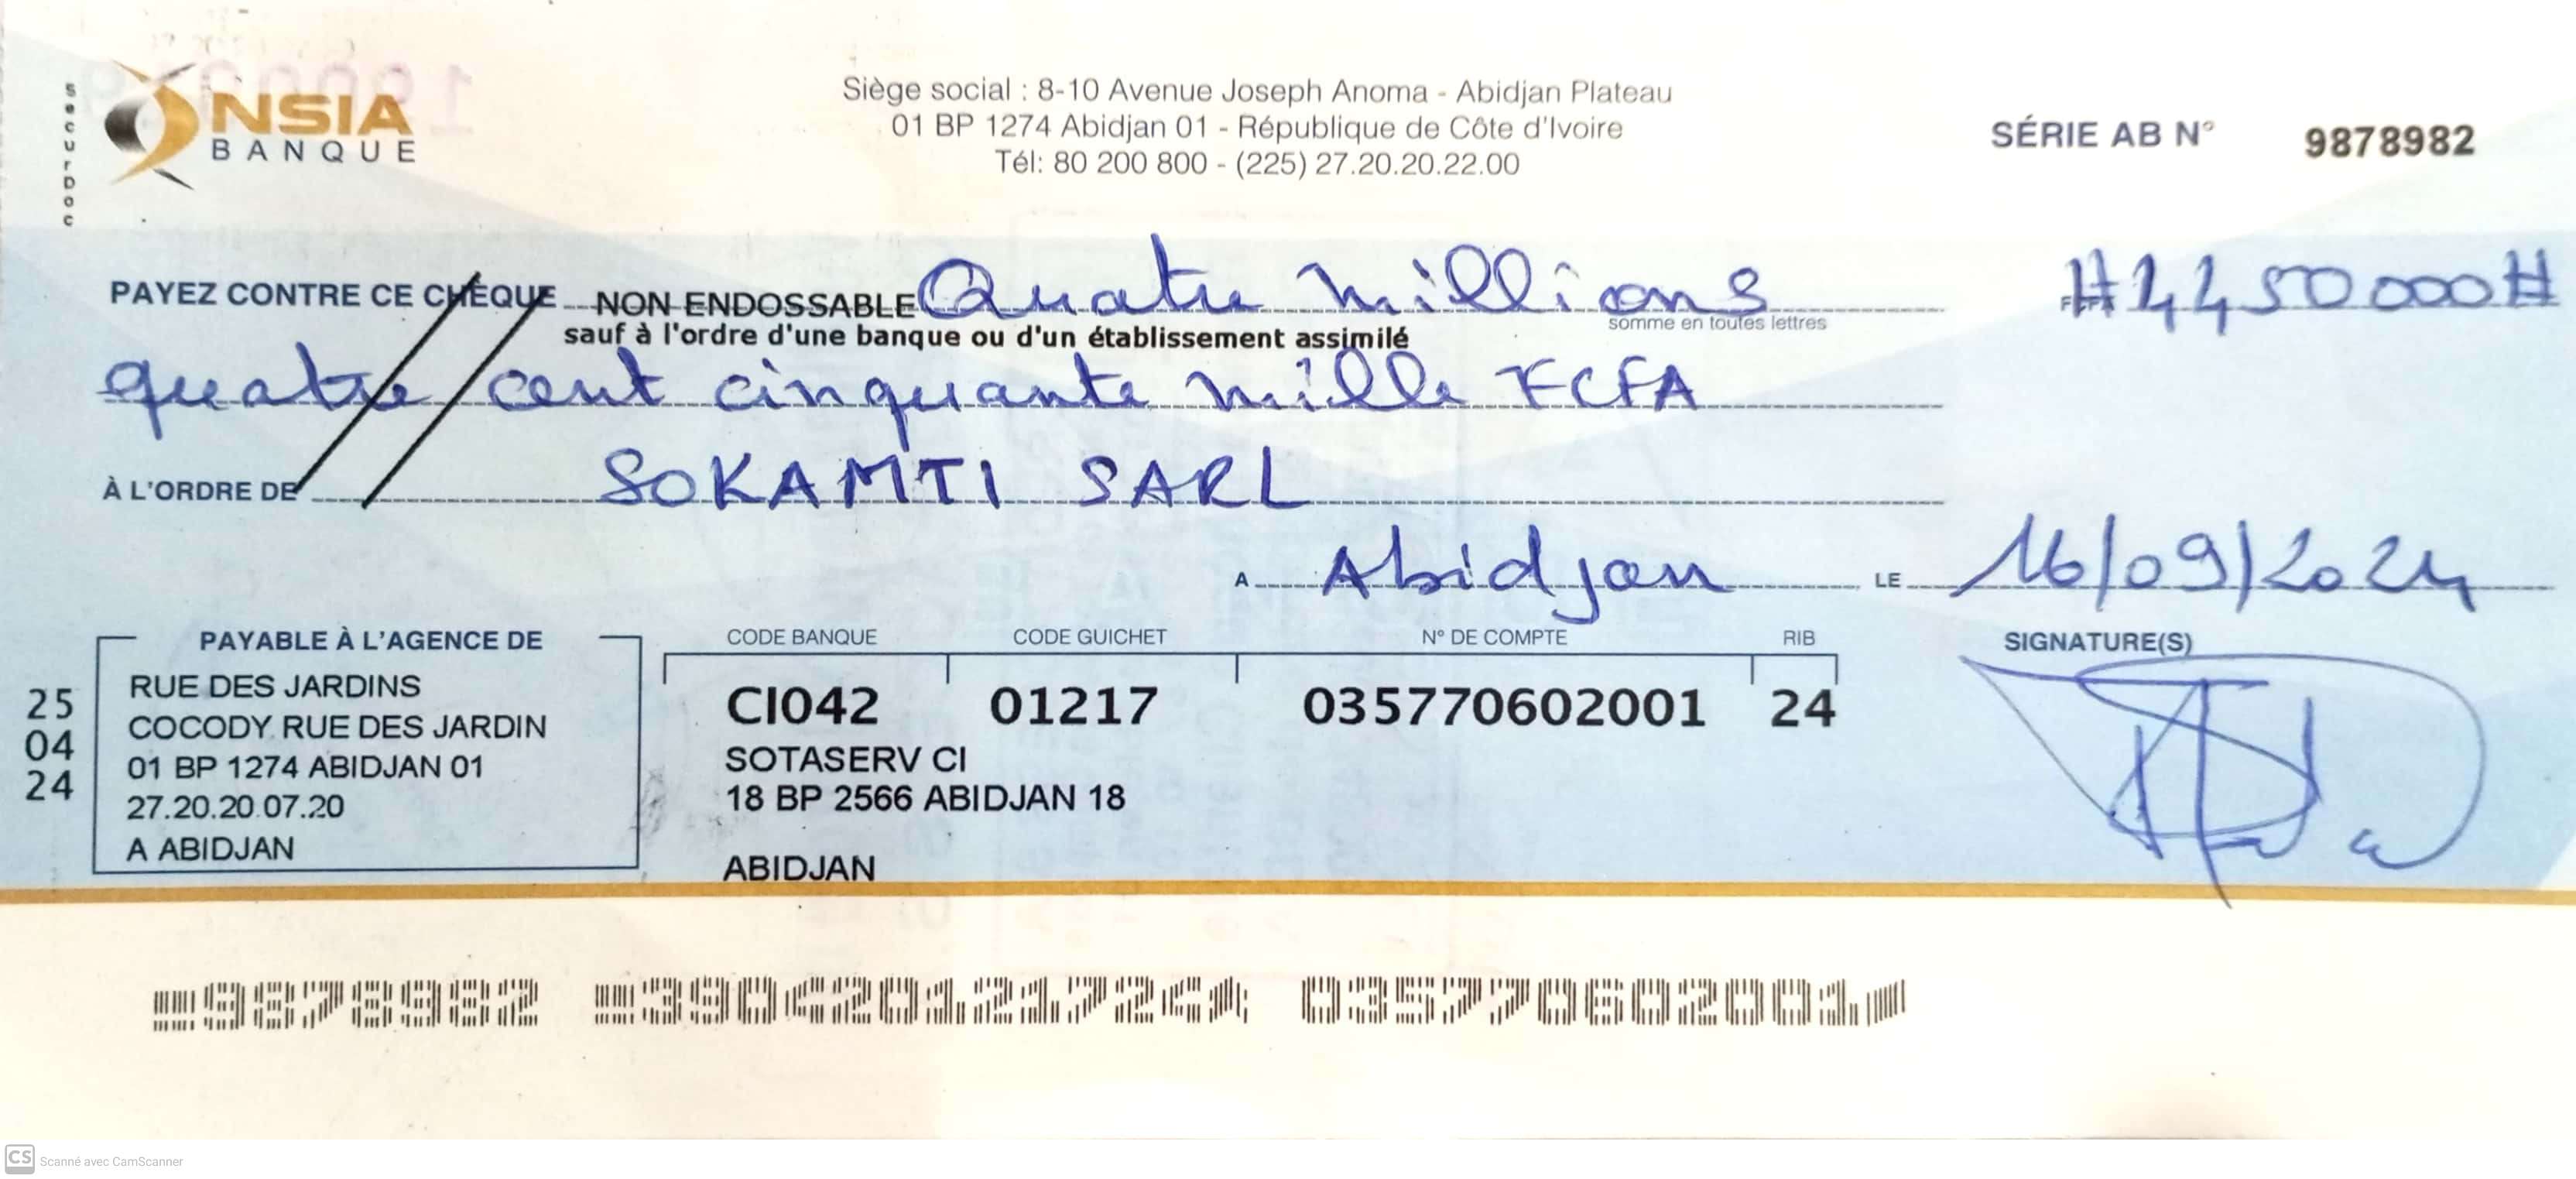 securDoc
NSIA
BANQUE
Siège social : 8-10 Avenue Joseph Anoma - Abidjan Plateau
01 BP 1274 Abidjan 01 - République de Côte d'Ivoire
Tél: 80 200 800 - (225) 27.20.20.22.00
SÉRIE AB N° 9878982
PAYEZ CONTRE CE CHÈQUE NON ENDOSSABLE Quatre millions #4450000#
somme en toutes lettres
sauf à l'ordre d'une banque ou d'un établissement assimilé
quatre cent cinquante mille FCFA
À L'ORDRE DE SOKAMTI SARL
A Abidjan LE 16/09/2024
PAYABLE À L'AGENCE DE
RUE DES JARDINS
COCODY RUE DES JARDIN
01 BP 1274 ABIDJAN 01
27.20.20.07.20
A ABIDJAN
25
04
24
CODE BANQUE CODE GUICHET N° DE COMPTE RIB
CI042 01217 035770602001 24
SOTASERV CI
18 BP 2566 ABIDJAN 18
ABIDJAN
SIGNATURE(S)
9878982 390420121724 035770602001
CS Scanné avec CamScanner